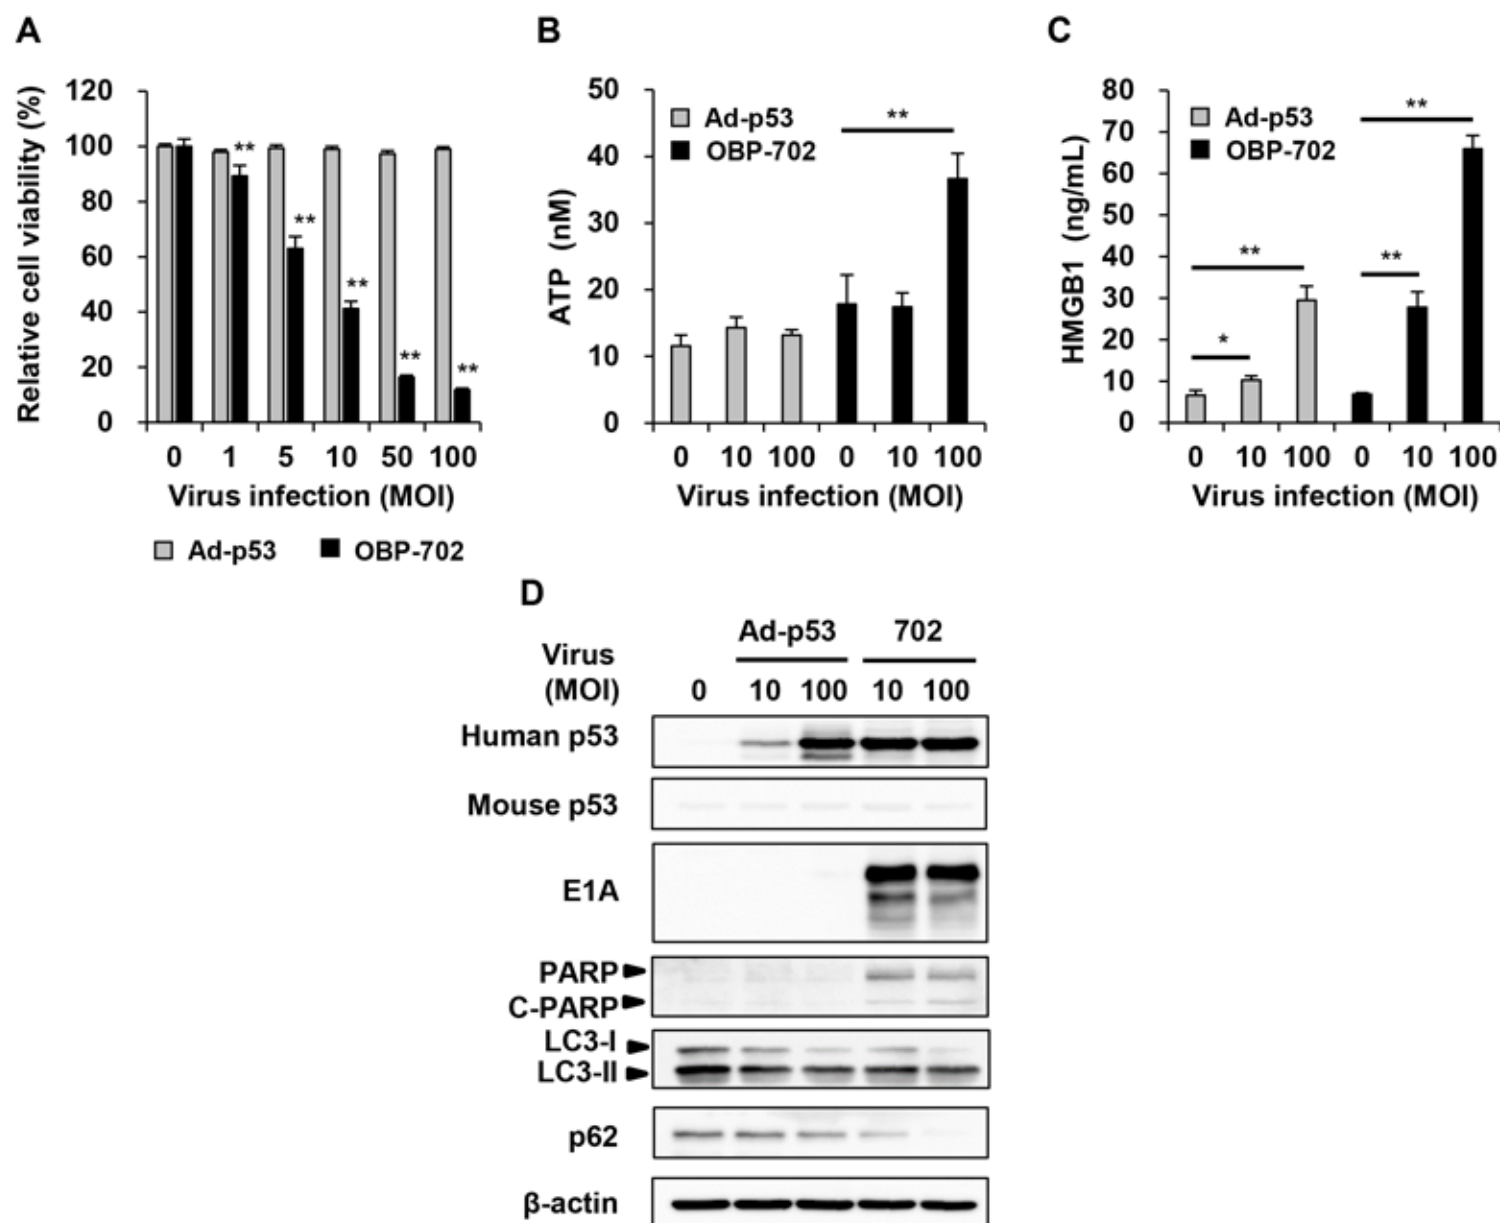 A
Relative cell viability (%)
120
100
80
60
40
20
0
**
**
**
**
**
0 1 5 10 50 100
Virus infection (MOI)
Ad-p53 OBP-702
B
ATP (nM)
50
40
30
20
10
0
Ad-p53
OBP-702
**
0 10 100 0 10 100
Virus infection (MOI)
C
HMGB1 (ng/mL)
80
70
60
50
40
30
20
10
0
Ad-p53
OBP-702
**
**
**
*
0 10 100 0 10 100
Virus infection (MOI)
D
Ad-p53 702
Virus
(MOI) 0 10 100 10 100
Human p53
Mouse p53
E1A
PARP
C-PARP
LC3-I
LC3-II
p62
β-actin